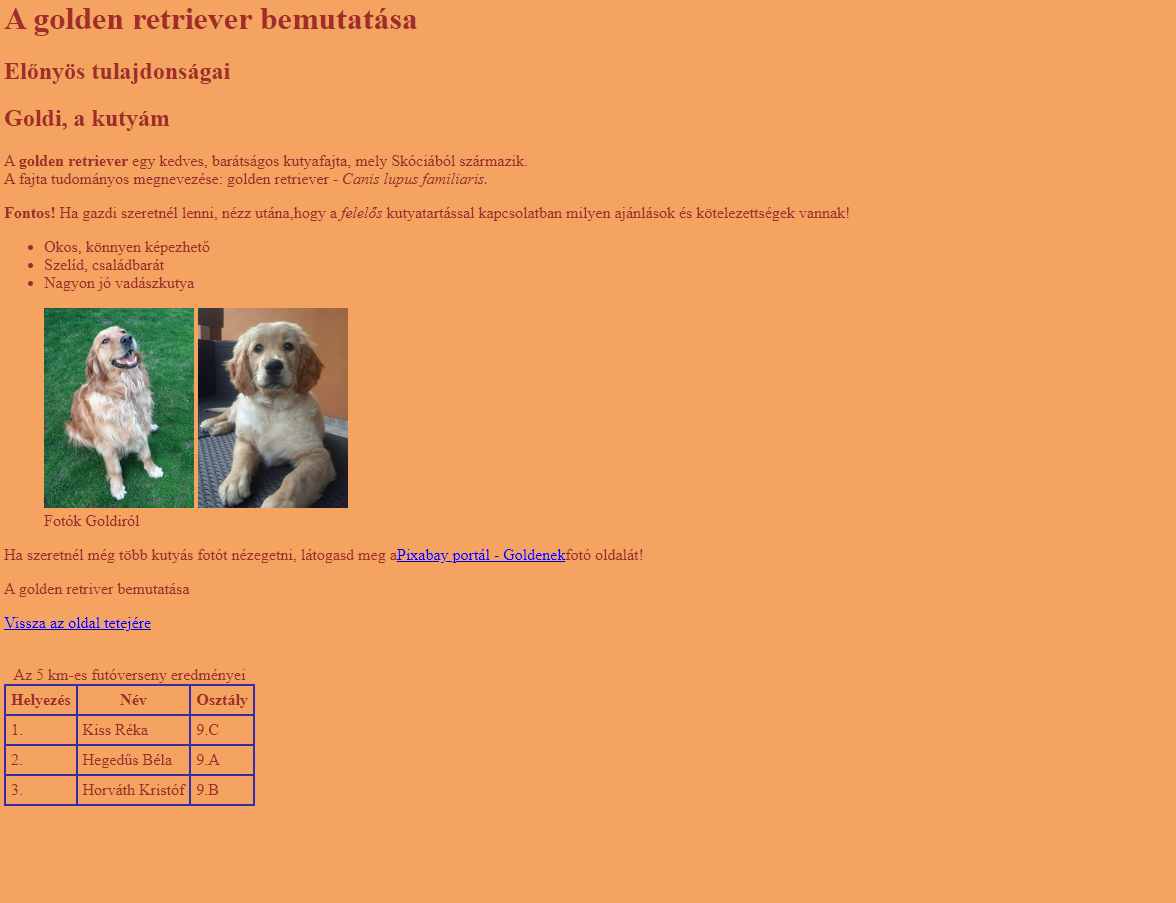 A golden retriever bemutatása
Előnyös tulajdonságai
Goldi, a kutyám
A golden retriever egy kedves, barátságos kutyafajta, mely Skóciából származik.
A fajta tudományos megnevezése: golden retriever - Canis lupus familiaris.
Fontos! Ha gazdi szeretnél lenni, nézz utána,hogy a felelős kutyatartással kapcsolatban milyen ajánlások és kötelezettségek vannak!
• Okos, könnyen képezhető
• Szelíd, családbarát
• Nagyon jó vadászkutya
Fotók Goldiról
Ha szeretnél még több kutyás fotót nézegetni, látogasd meg aPixabay portál - Goldenekfotó oldalát!
A golden retriver bemutatása
Vissza az oldal tetejére
Az 5 km-es futóverseny eredményei
Helyezés Név Osztály
1. Kiss Réka 9.C
2. Hegedűs Béla 9.A
3. Horváth Kristóf 9.B